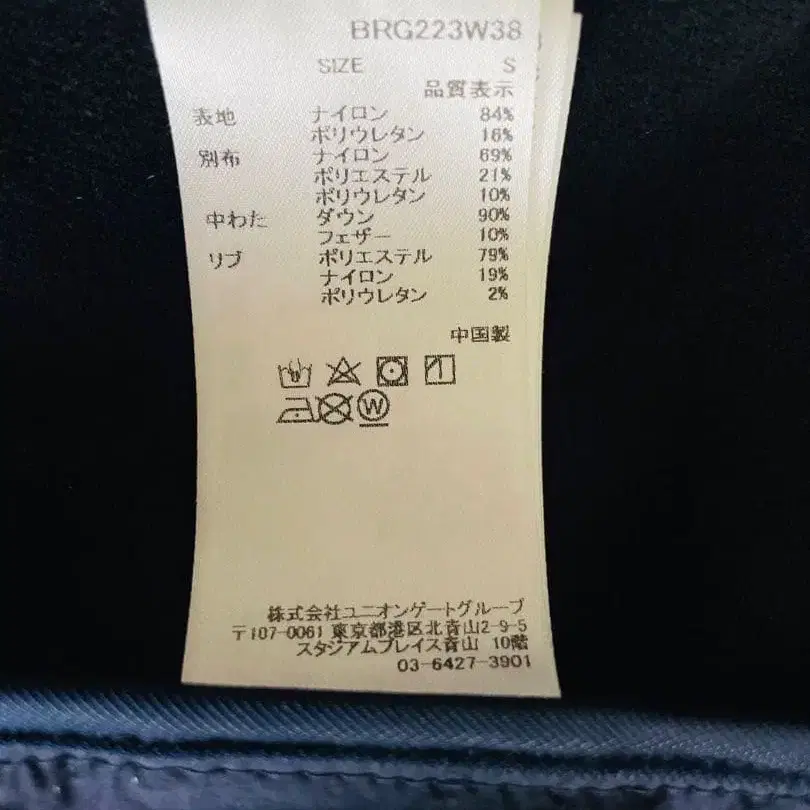 BRG223W38
SIZE S
品質表示
表地 ナイロン 84%
ポリウレタン 16%
別布 ナイロン 69%
ポリエステル 21%
ポリウレタン 10%
中わた ダウン 90%
フェザー 10%
リブ ポリエステル 79%
ナイロン 19%
ポリウレタン 2%
中国製
W
株式会社ユニオンゲートグループ
〒107-0061 東京都港区北青山2-9-5
スタジアムプレイス青山 10階
03-6427-3901